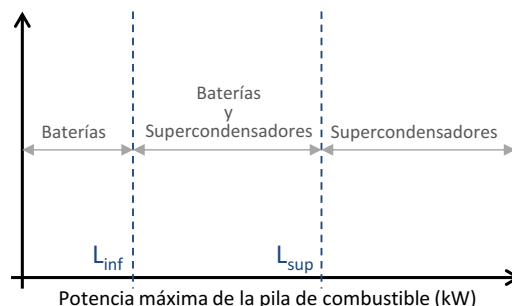 Baterías
y
Supercondensadores
Baterías
Supercondensadores
L_inf
L_sup
Potencia máxima de la pila de combustible (kW)